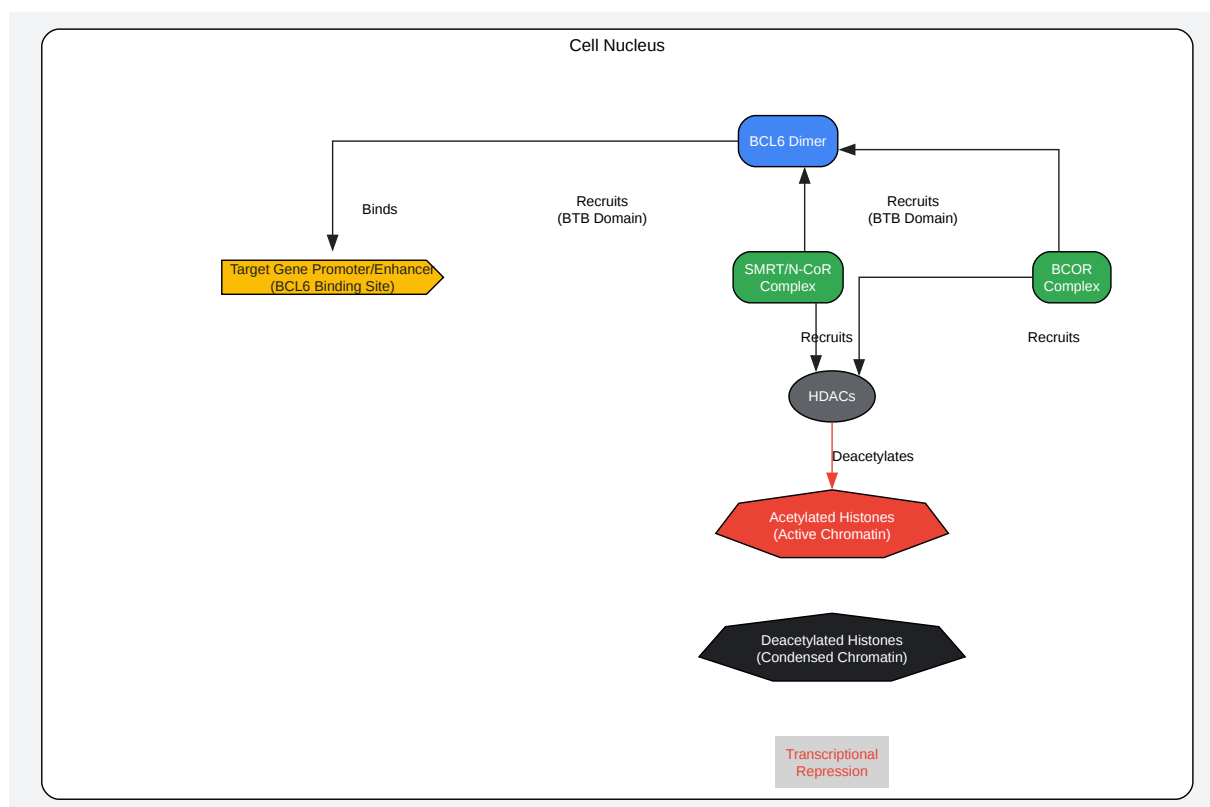 Cell Nucleus
BCL6 Dimer
Binds
Recruits
(BTB Domain)
Recruits
(BTB Domain)
Target Gene Promoter/Enhancer
(BCL6 Binding Site)
SMRT/N-CoR
Complex
BCOR
Complex
Recruits
Recruits
HDACs
Deacetylates
Acetylated Histones
(Active Chromatin)
Deacetylated Histones
(Condensed Chromatin)
Transcriptional
Repression